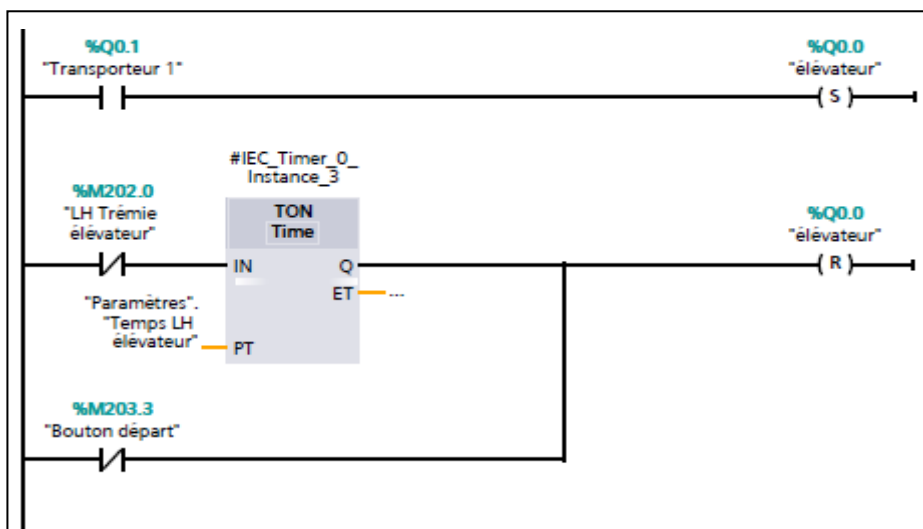 %Q0.1
"Transporteur 1"
%Q0.0
"élévateur"
( S )
#IEC_Timer_0_
Instance_3
%M202.0
"LH Trémie
élévateur"
TON
Time
%Q0.0
"élévateur"
( R )
IN
Q
ET
---
"Paramètres".
"Temps LH
élévateur"
PT
%M203.3
"Bouton départ"